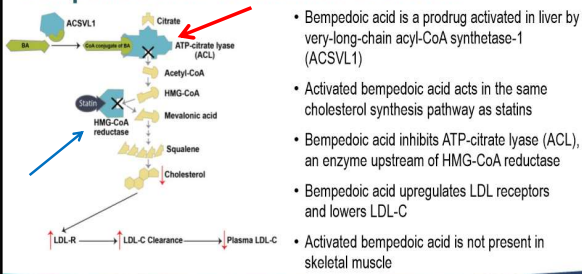 ACSVL1
Citrate
BA
CoA conjugate of BA
ATP-citrate lyase
(ACL)
Acetyl-CoA
HMG-CoA
Statin
Mevalonic acid
HMG-CoA
reductase
Squalene
Cholesterol
LDL-R
LDL-C Clearance
Plasma LDL-C
• Bempedoic acid is a prodrug activated in liver by
very-long-chain acyl-CoA synthetase-1
(ACSVL1)
• Activated bempedoic acid acts in the same
cholesterol synthesis pathway as statins
• Bempedoic acid inhibits ATP-citrate lyase (ACL),
an enzyme upstream of HMG-CoA reductase
• Bempedoic acid upregulates LDL receptors
and lowers LDL-C
• Activated bempedoic acid is not present in
skeletal muscle